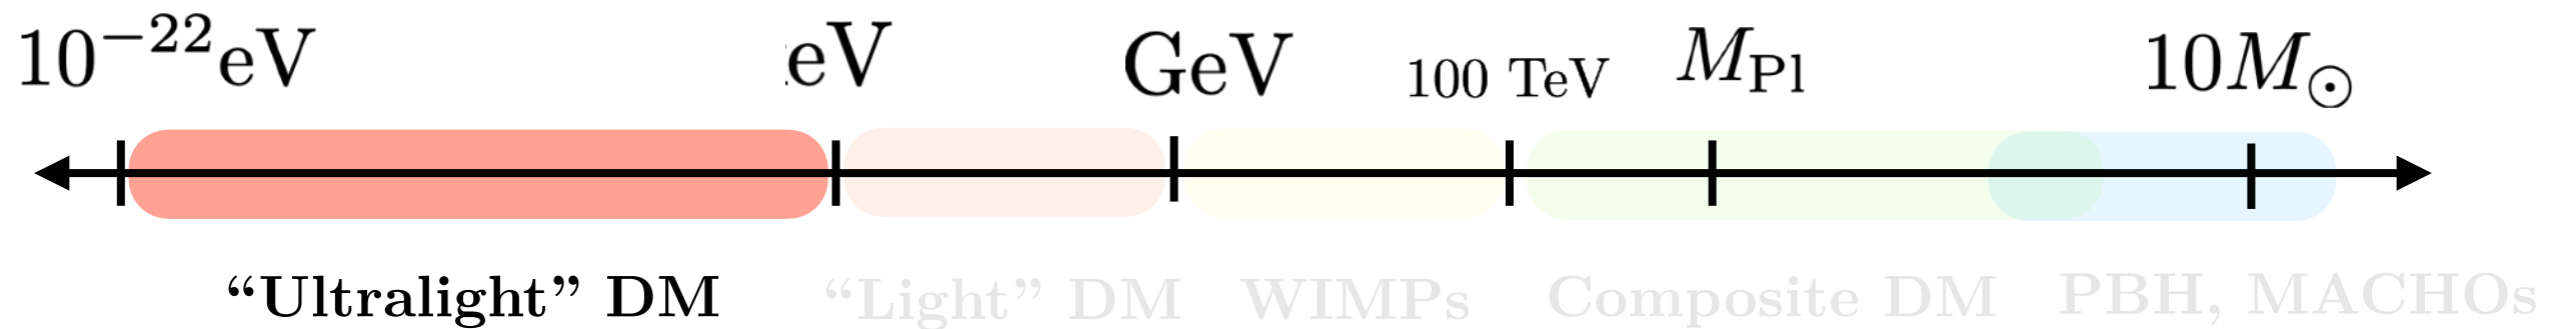 10⁻²²eV eV GeV 100 TeV M_Pl 10M_⊙
“Ultralight” DM “Light” DM WIMPs Composite DM PBH, MACHOs